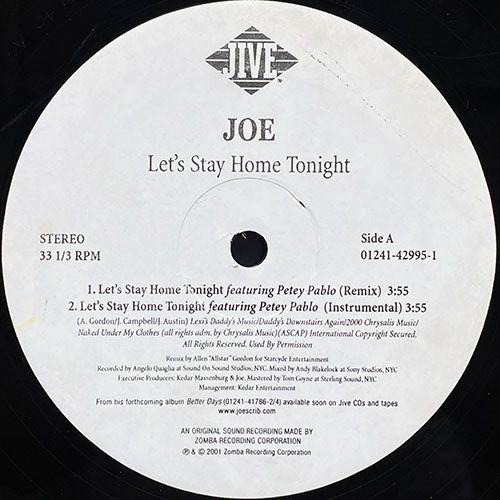 JIVE
JOE
Let's Stay Home Tonight
STEREO
33 1/3 RPM
Side A
01241-42995-1
1. Let's Stay Home Tonight featuring Petey Pablo (Remix) 3:55
2. Let's Stay Home Tonight featuring Petey Pablo (Instrumental) 3:55
(A. Gordon/J. Campbell/J. Austin) Lexi's Daddy's Music/Daddy's Downstairs Again/2000 Chrysalis Music/
Naked Under My Clothes (all rights adm. by Chrysalis Music)(ASCAP) International Copyright Secured.
All Rights Reserved. Used By Permission
Remix by Allen "Allstar" Gordon for Starcyde Entertainment
Recorded by Angelo Quaglia at Sound On Sound Studios, NYC. Mixed by Andy Blakelock at Sony Studios, NYC
Executive Producers: Kedar Massenburg & Joe. Mastered by Tom Coyne at Sterling Sound, NYC
Management: Kedar Entertainment
From his forthcoming album Better Days (01241-41786-2/4) available soon on Jive CDs and tapes
www.joescrib.com
AN ORIGINAL SOUND RECORDING MADE BY
ZOMBA RECORDING CORPORATION
℗ & © 2001 Zomba Recording Corporation